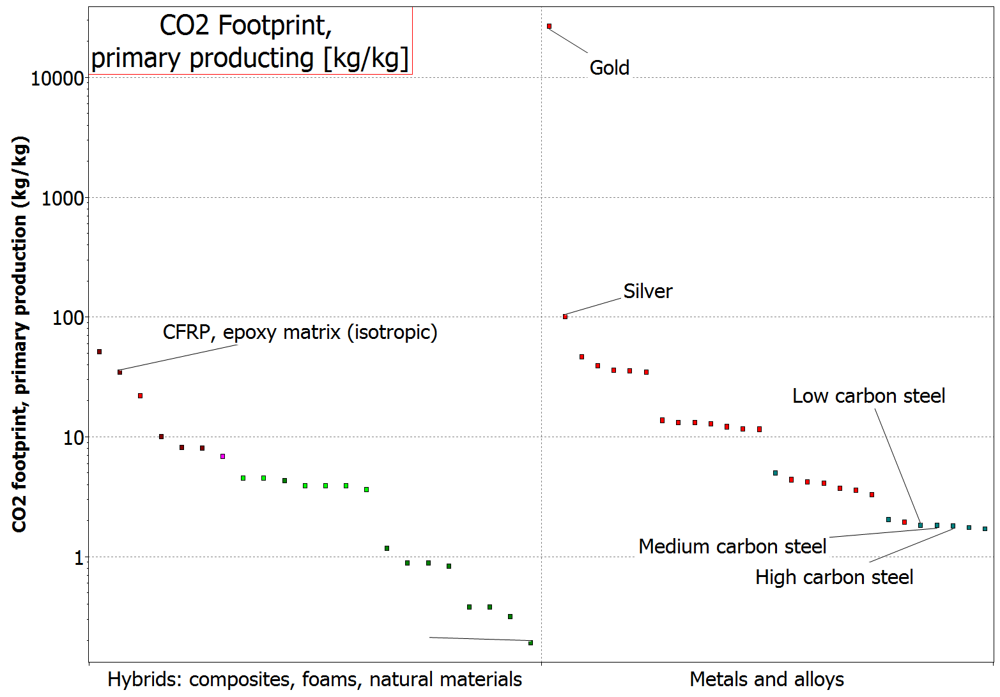 CO2 Footprint,
primary producting [kg/kg]
CO2 footprint, primary production (kg/kg)
10000
1000
100
10
1
Gold
Silver
CFRP, epoxy matrix (isotropic)
Low carbon steel
Medium carbon steel
High carbon steel
Hybrids: composites, foams, natural materials
Metals and alloys